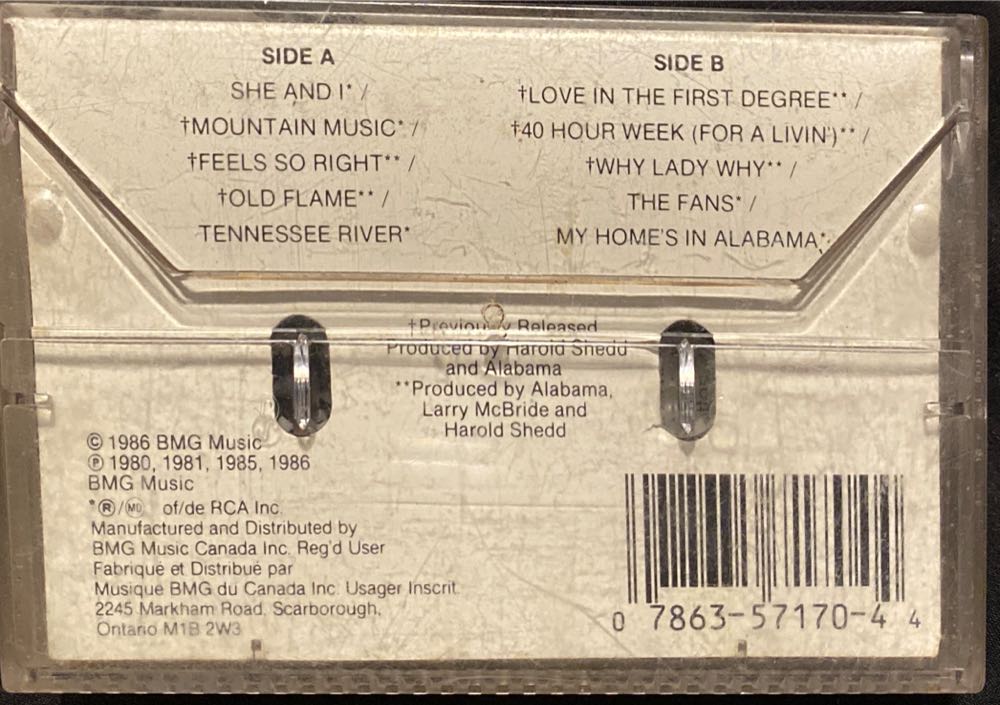 SIDE A
SHE AND I* /
†MOUNTAIN MUSIC* /
†FEELS SO RIGHT** /
†OLD FLAME** /
TENNESSEE RIVER*
SIDE B
†LOVE IN THE FIRST DEGREE** /
†40 HOUR WEEK (FOR A LIVIN')** /
†WHY LADY WHY** /
THE FANS* /
MY HOME'S IN ALABAMA*
†Previously Released
Produced by Harold Shedd
and Alabama
**Produced by Alabama,
Larry McBride and
Harold Shedd
© 1986 BMG Music
℗ 1980, 1981, 1985, 1986
BMG Music
*®/MD of/de RCA Inc.
Manufactured and Distributed by
BMG Music Canada Inc. Reg'd User
Fabriqué et Distribué par
Musique BMG du Canada Inc. Usager Inscrit.
2245 Markham Road, Scarborough,
Ontario M1B 2W3
0 7863-57170-4 4